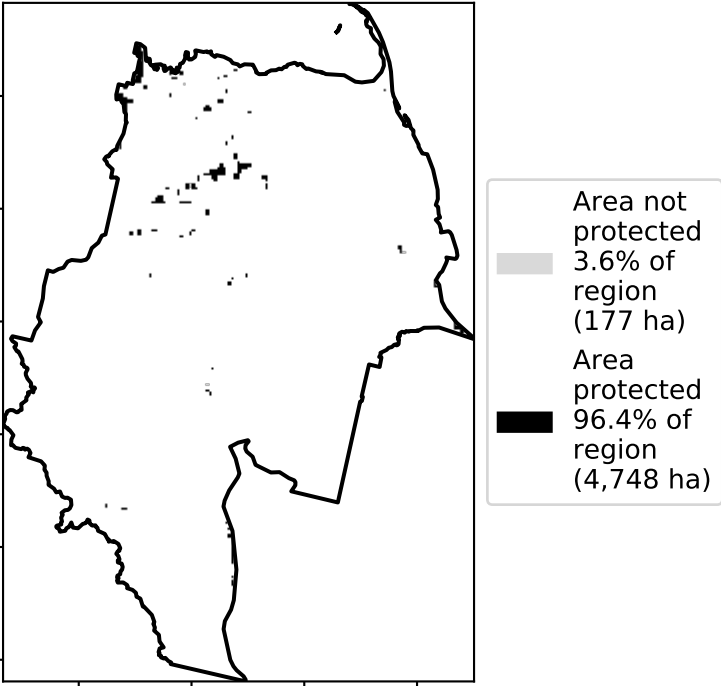 Area not
protected
3.6% of
region
(177 ha)
Area
protected
96.4% of
region
(4,748 ha)